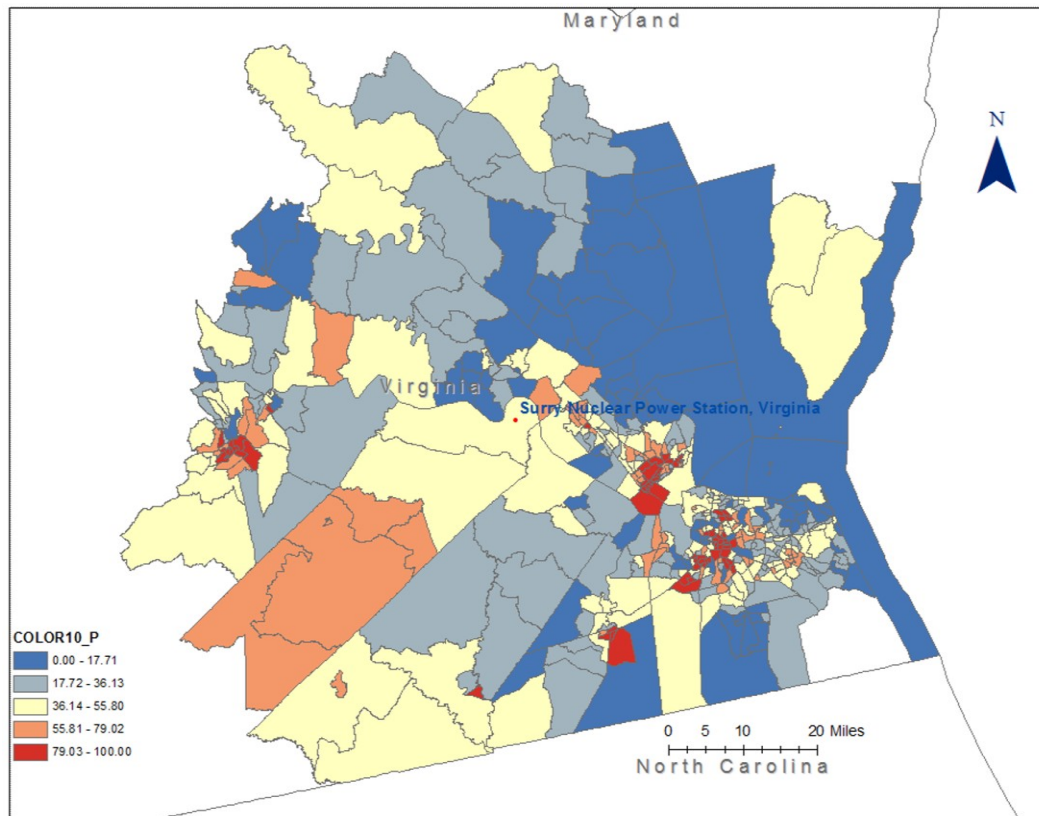 Maryland
N
Virginia
Surry Nuclear Power Station, Virginia
COLOR10_P
0.00 - 17.71
17.72 - 36.13
36.14 - 55.80
55.81 - 79.02
79.03 - 100.00
0 5 10 20 Miles
North Carolina